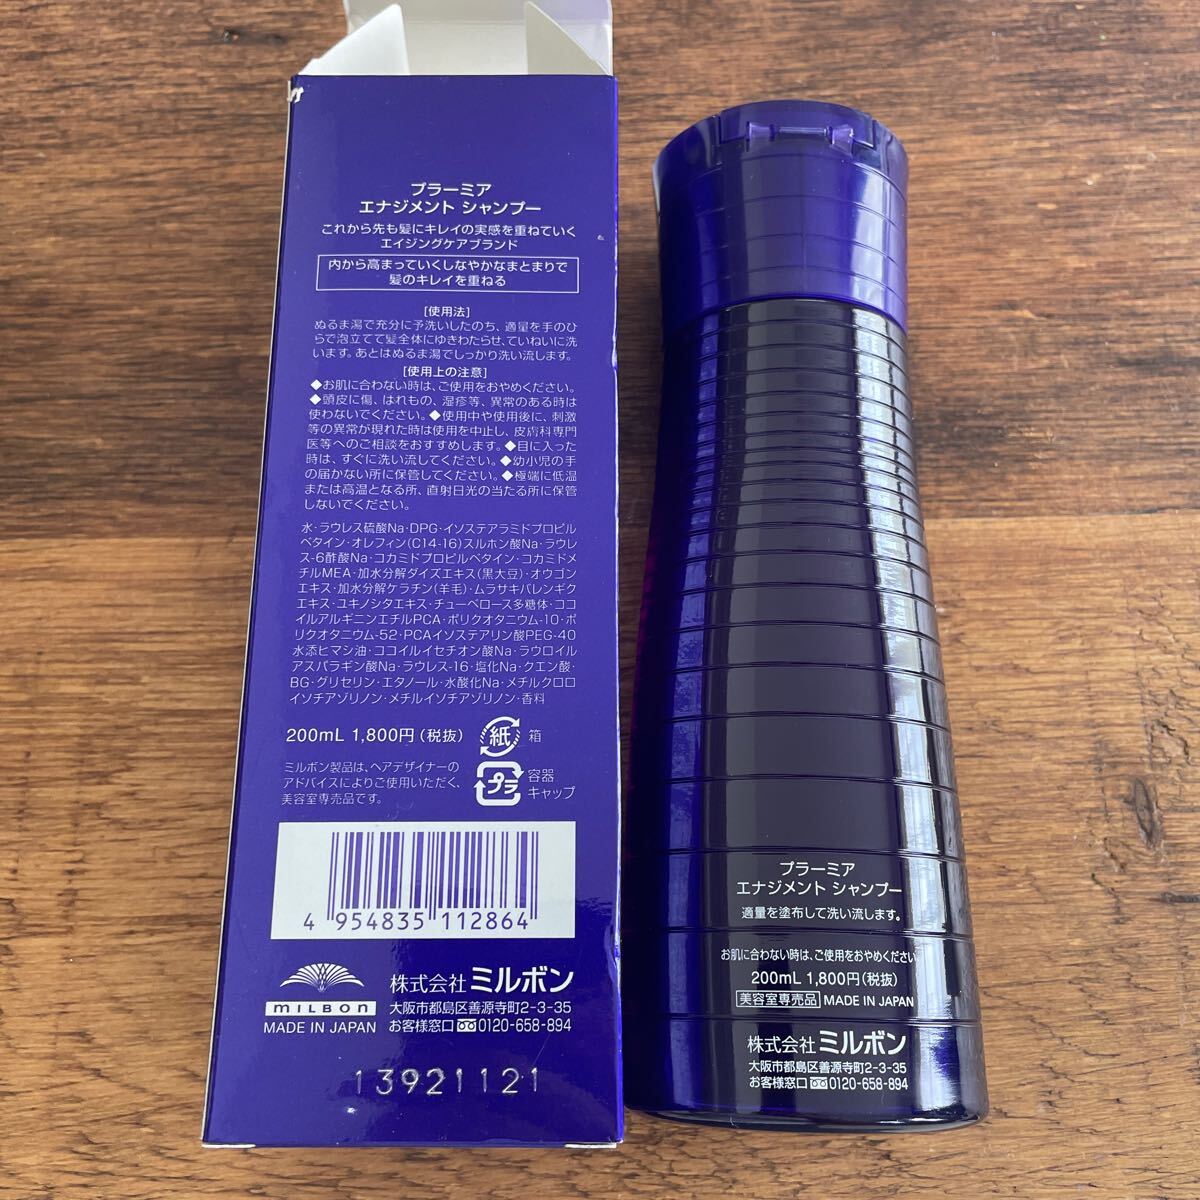 プラーミア
エナジメント シャンプー
これから先も髪にキレイの実感を重ねていく
エイジングケアブランド
内から高まっていくしなやかなまとまりで
髪のキレイを重ねる
[使用法]
ぬるま湯で充分に予洗いしたのち、適量を手のひ
らで泡立てて髪全体にゆきわたらせ、ていねいに洗
います。あとはぬるま湯でしっかり洗い流します。
[使用上の注意]
◆お肌に合わない時は、ご使用をおやめください。
◆頭皮に傷、はれもの、湿疹等、異常のある時は
使わないでください。◆使用中や使用後に、刺激
等の異常が現れた時は使用を中止し、皮膚科専門
医等へのご相談をおすすめします。◆目に入った
時は、すぐに洗い流してください。◆幼小児の手
の届かない所に保管してください。◆極端に低温
または高温となる所、直射日光の当たる所に保管
しないでください。
水・ラウレス硫酸Na・DPG・イソステアラミドプロピル
ベタイン・オレフィン(C14-16)スルホン酸Na・ラウレ
ス-6酢酸Na・コカミドプロピルベタイン・コカミドメ
チルMEA・加水分解ダイズエキス(黒大豆)・オウゴン
エキス・加水分解ケラチン(羊毛)・ムラサキバレンギク
エキス・ユキノシタエキス・チューベロース多糖体・ココ
イルアルギニンエチルPCA・ポリクオタニウム-10・ポ
リクオタニウム-52・PCAイソステアリン酸PEG-40
水添ヒマシ油・ココイルイセチオン酸Na・ラウロイル
アスパラギン酸Na・ラウレス-16・塩化Na・クエン酸・
BG・グリセリン・エタノール・水酸化Na・メチルクロロ
イソチアゾリノン・メチルイソチアゾリノン・香料
200mL 1,800円(税抜)
紙 箱
ミルボン製品は、ヘアデザイナーの
アドバイスによりご使用いただく、
美容室専売品です。
プラ 容器
キャップ
4 954835 112864
milbon
MADE IN JAPAN
株式会社 ミルボン
大阪市都島区善源寺町2-3-35
お客様窓口 0120-658-894
13921121
プラーミア
エナジメント シャンプー
適量を塗布して洗い流します。
お肌に合わない時は、ご使用をおやめください
200mL 1,800円(税抜)
美容室専売品 MADE IN JAPAN
株式会社 ミルボン
大阪市都島区善源寺町2-3-35
お客様窓口 0120-658-894